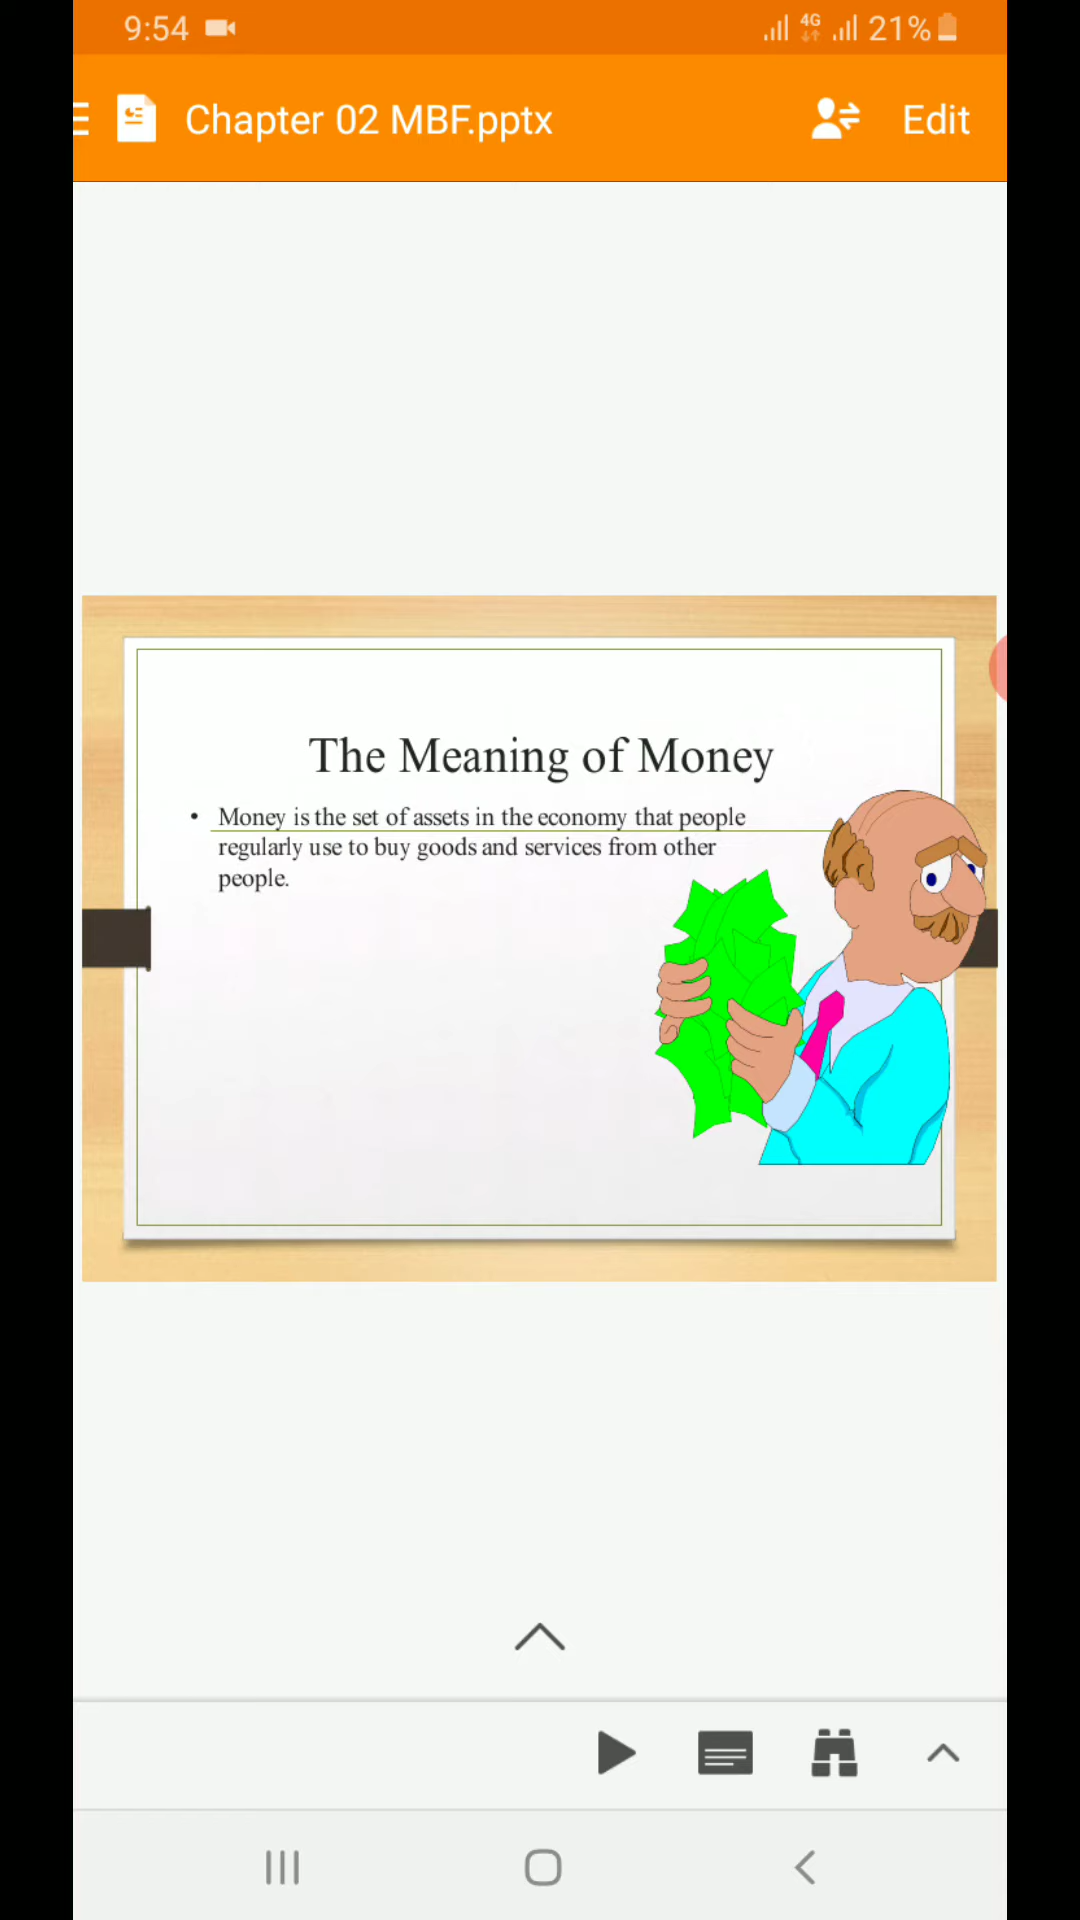 9:54
4G
21%
Chapter 02 MBF.pptx
Edit
The Meaning of Money
• Money is the set of assets in the economy that people
regularly use to buy goods and services from other
people.